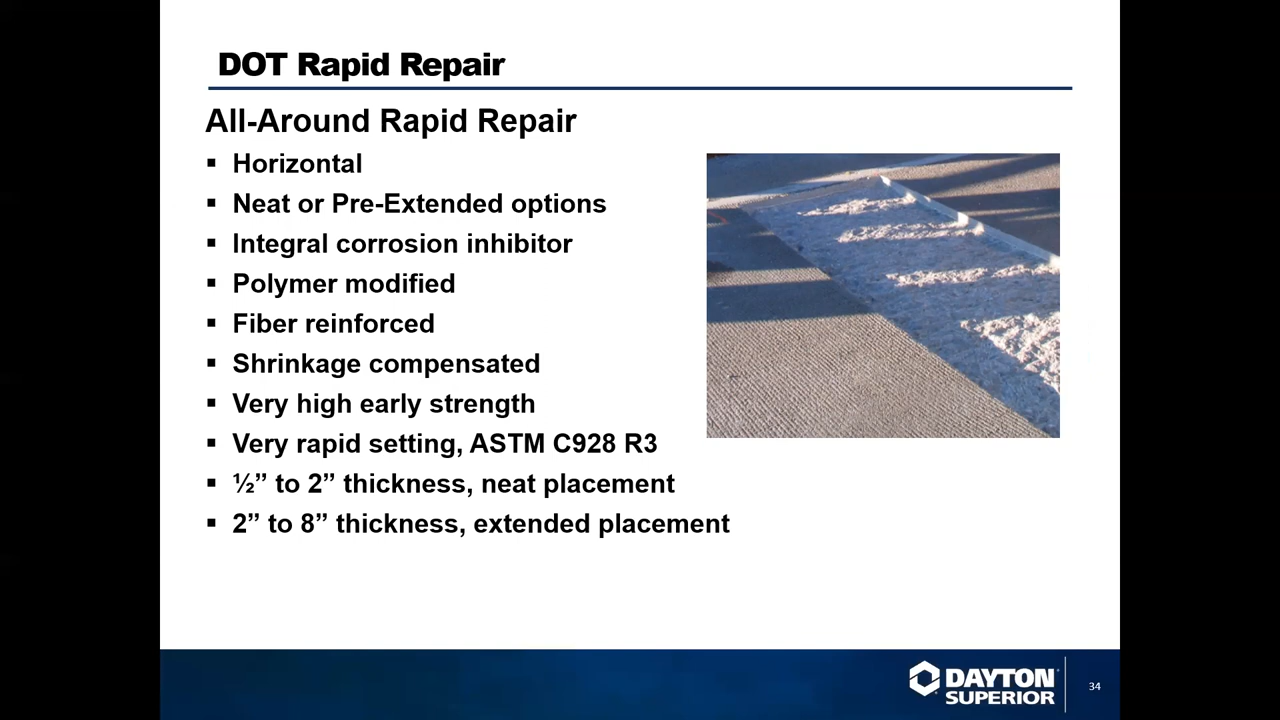 DOT Rapid Repair
All-Around Rapid Repair
▪ Horizontal
▪ Neat or Pre-Extended options
▪ Integral corrosion inhibitor
▪ Polymer modified
▪ Fiber reinforced
▪ Shrinkage compensated
▪ Very high early strength
▪ Very rapid setting, ASTM C928 R3
▪ ½” to 2” thickness, neat placement
▪ 2” to 8” thickness, extended placement
DAYTON
SUPERIOR
34